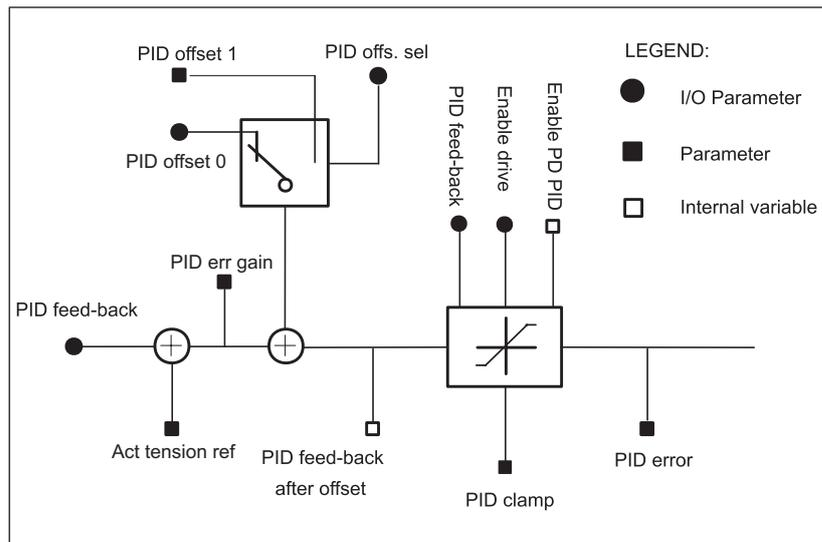 PID offset 1
PID offs. sel
LEGEND:
I/O Parameter
PID offset 0
Parameter
Internal variable
PID feed-back
Enable drive
Enable PD PID
PID err gain
PID feed-back
Act tension ref
PID feed-back
after offset
PID clamp
PID error